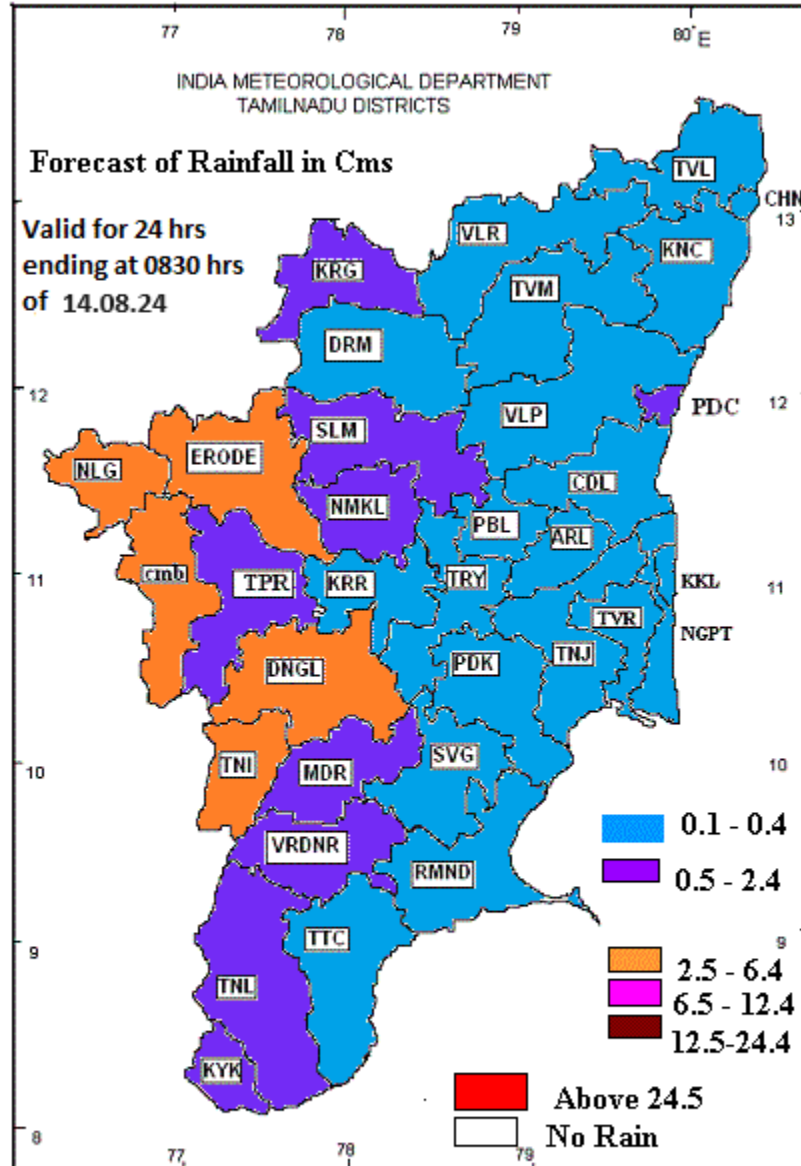 77 78 79 80°E
INDIA METEOROLOGICAL DEPARTMENT
TAMILNADU DISTRICTS
Forecast of Rainfall in Cms
Valid for 24 hrs
ending at 0830 hrs
of 14.08.24
TVL
CHN
13
VLR
KNC
KRG
TVM
DRM
12
12
PDC
VLP
SLM
ERODE
NLG
CDL
NMKL
PBL
ARL
cmb
11
TPR
KRR
TRY
KKL
11
TVR
NGPT
DNGL
PDK
TNJ
10
TNI
MDR
SVG
10
0.1 - 0.4
VRDNR
RMND
0.5 - 2.4
9
TTC
9
2.5 - 6.4
TNL
6.5 - 12.4
12.5-24.4
KYK
Above 24.5
8
No Rain
77 78 79